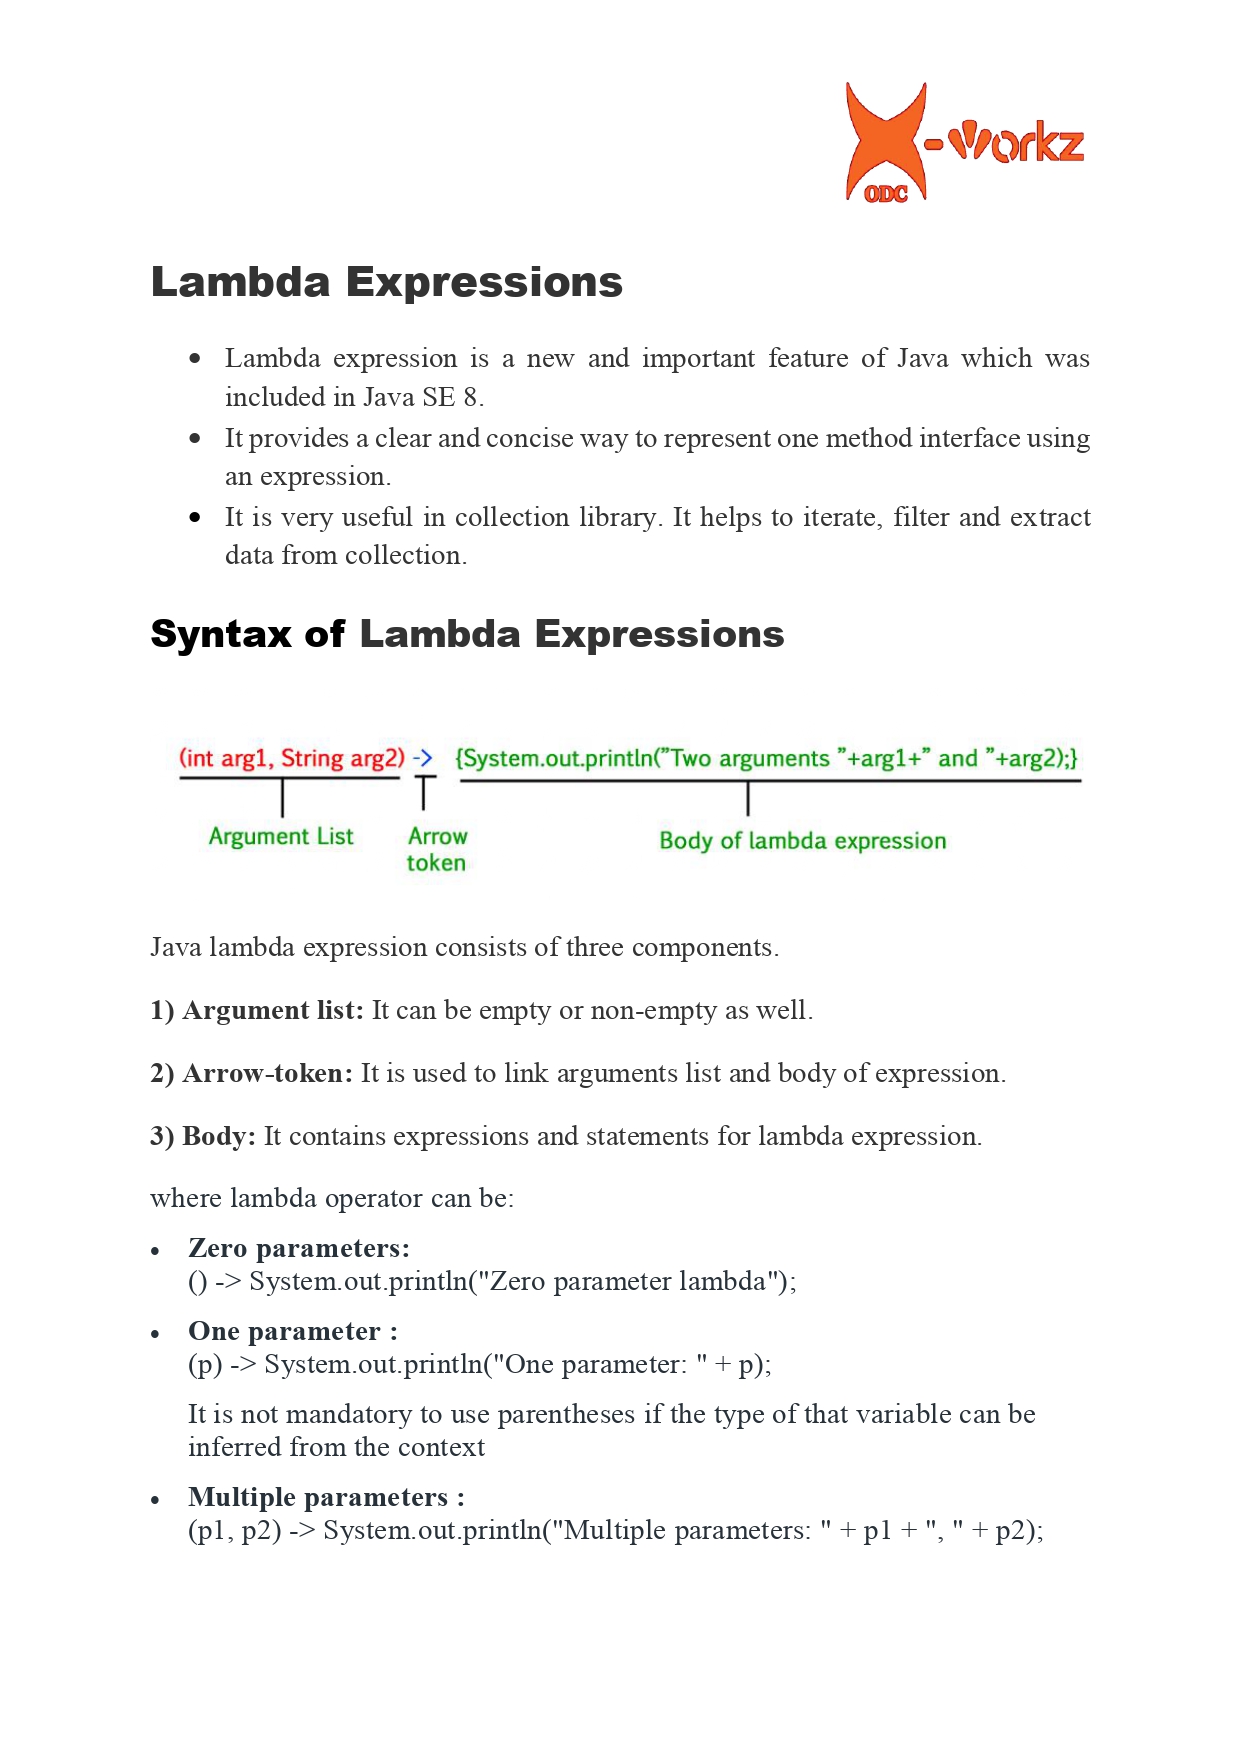 X-workz
ODC
Lambda Expressions
• Lambda expression is a new and important feature of Java which was
included in Java SE 8.
• It provides a clear and concise way to represent one method interface using
an expression.
• It is very useful in collection library. It helps to iterate, filter and extract
data from collection.
Syntax of Lambda Expressions
(int arg1, String arg2) -> {System.out.println(”Two arguments ”+arg1+” and ”+arg2);}
Argument List Arrow Body of lambda expression
token
Java lambda expression consists of three components.
1) Argument list: It can be empty or non-empty as well.
2) Arrow-token: It is used to link arguments list and body of expression.
3) Body: It contains expressions and statements for lambda expression.
where lambda operator can be:
• Zero parameters:
() -> System.out.println("Zero parameter lambda");
• One parameter :
(p) -> System.out.println("One parameter: " + p);
It is not mandatory to use parentheses if the type of that variable can be
inferred from the context
• Multiple parameters :
(p1, p2) -> System.out.println("Multiple parameters: " + p1 + ", " + p2);